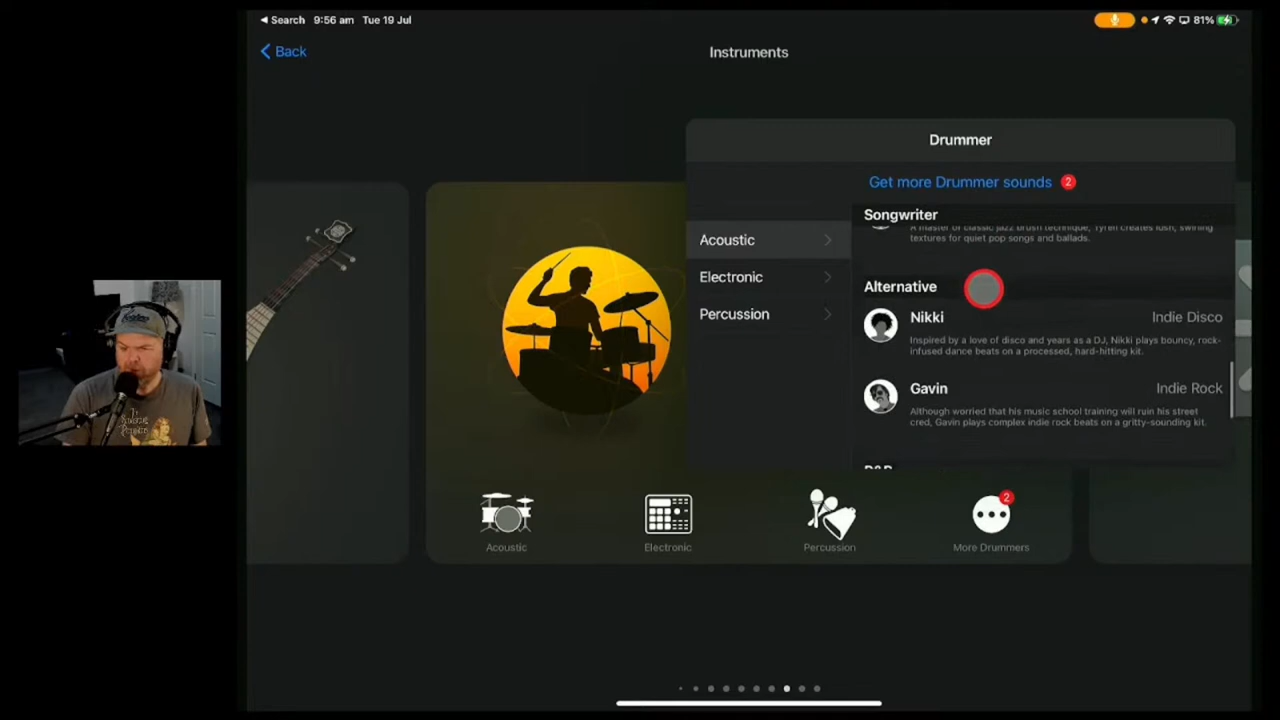 Search 9:56 am Tue 19 Jul
81%
Back
Instruments
Drummer
Get more Drummer sounds 2
Songwriter
A master of classic jazz brush technique, Tyrell creates lush, swirling
textures for quiet pop songs and ballads.
Acoustic
Electronic
Percussion
Alternative
Nikki Indie Disco
Inspired by a love of disco and years as a DJ, Nikki plays bouncy, rock-
infused dance beats on a processed, hard-hitting kit.
Gavin Indie Rock
Although worried that his music school training will ruin his street
cred, Gavin plays complex indie rock beats on a gritty-sounding kit.
R&B
2
Acoustic
Electronic
Percussion
More Drummers